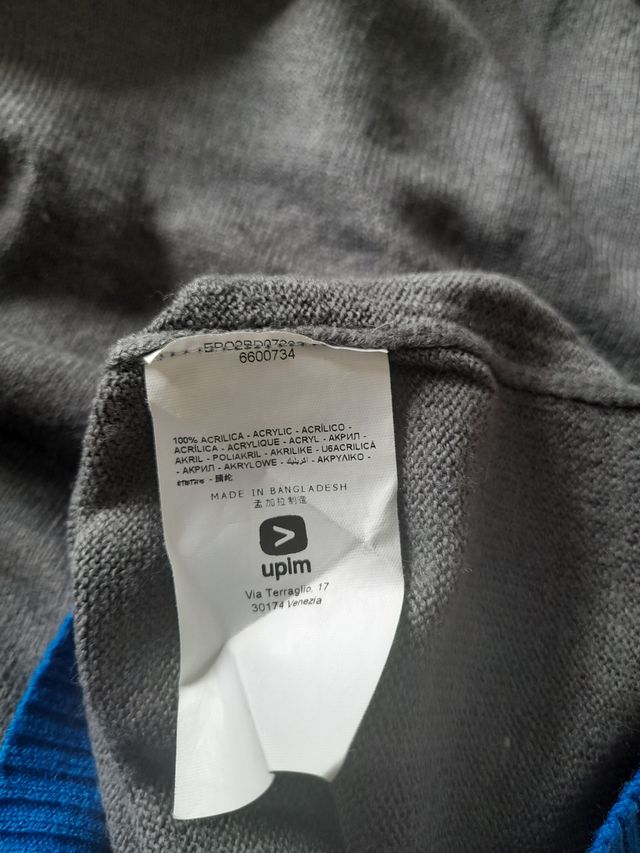 6600734
100% ACRILICA - ACRYLIC - ACRÍLICO -
ACRÍLICA - ACRYLIQUE - ACRYL - АКРИЛ -
AKRIL - POLIAKRIL - AKRILIKE - U6ACRILICĂ
- АКРИЛ - AKRYLOWE - - ΑΚΡΥΛΙΚΟ -
- 腈纶
MADE IN BANGLADESH
孟加拉制造
>
uplm
Via Terraglio, 17
30174 Venezia